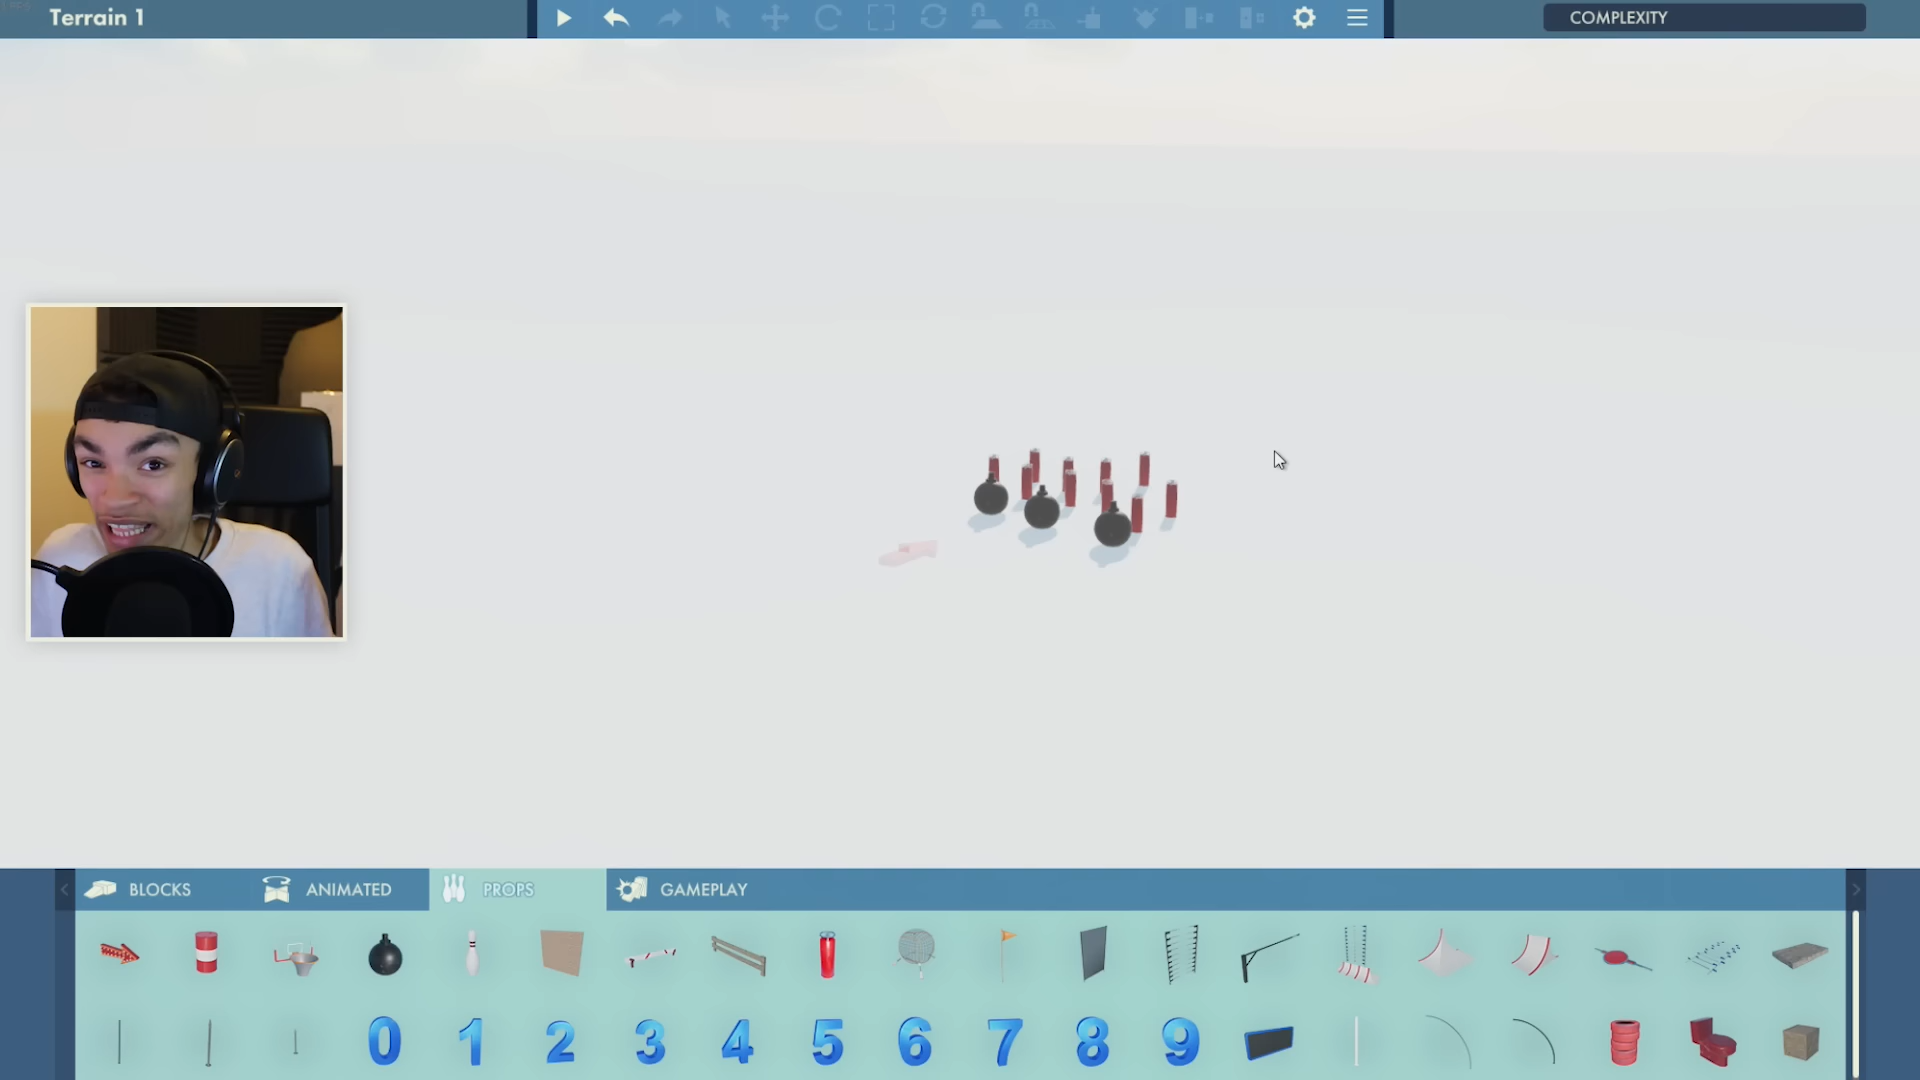 Terrain 1
COMPLEXITY
BLOCKS
ANIMATED
PROPS
GAMEPLAY
0 1 2 3 4 5 6 7 8 9